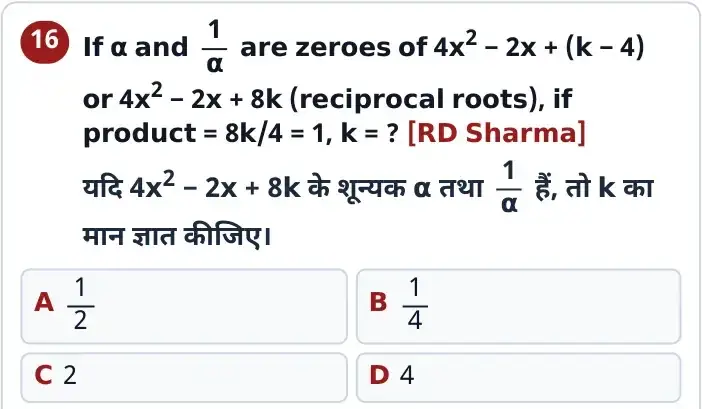 16 If α and 1/α are zeroes of 4x² – 2x + (k – 4)
or 4x² – 2x + 8k (reciprocal roots), if
product = 8k/4 = 1, k = ? [RD Sharma]
यदि 4x² – 2x + 8k के शून्यक α तथा 1/α हैं, तो k का
मान ज्ञात कीजिए।
A 1/2
B 1/4
C 2
D 4